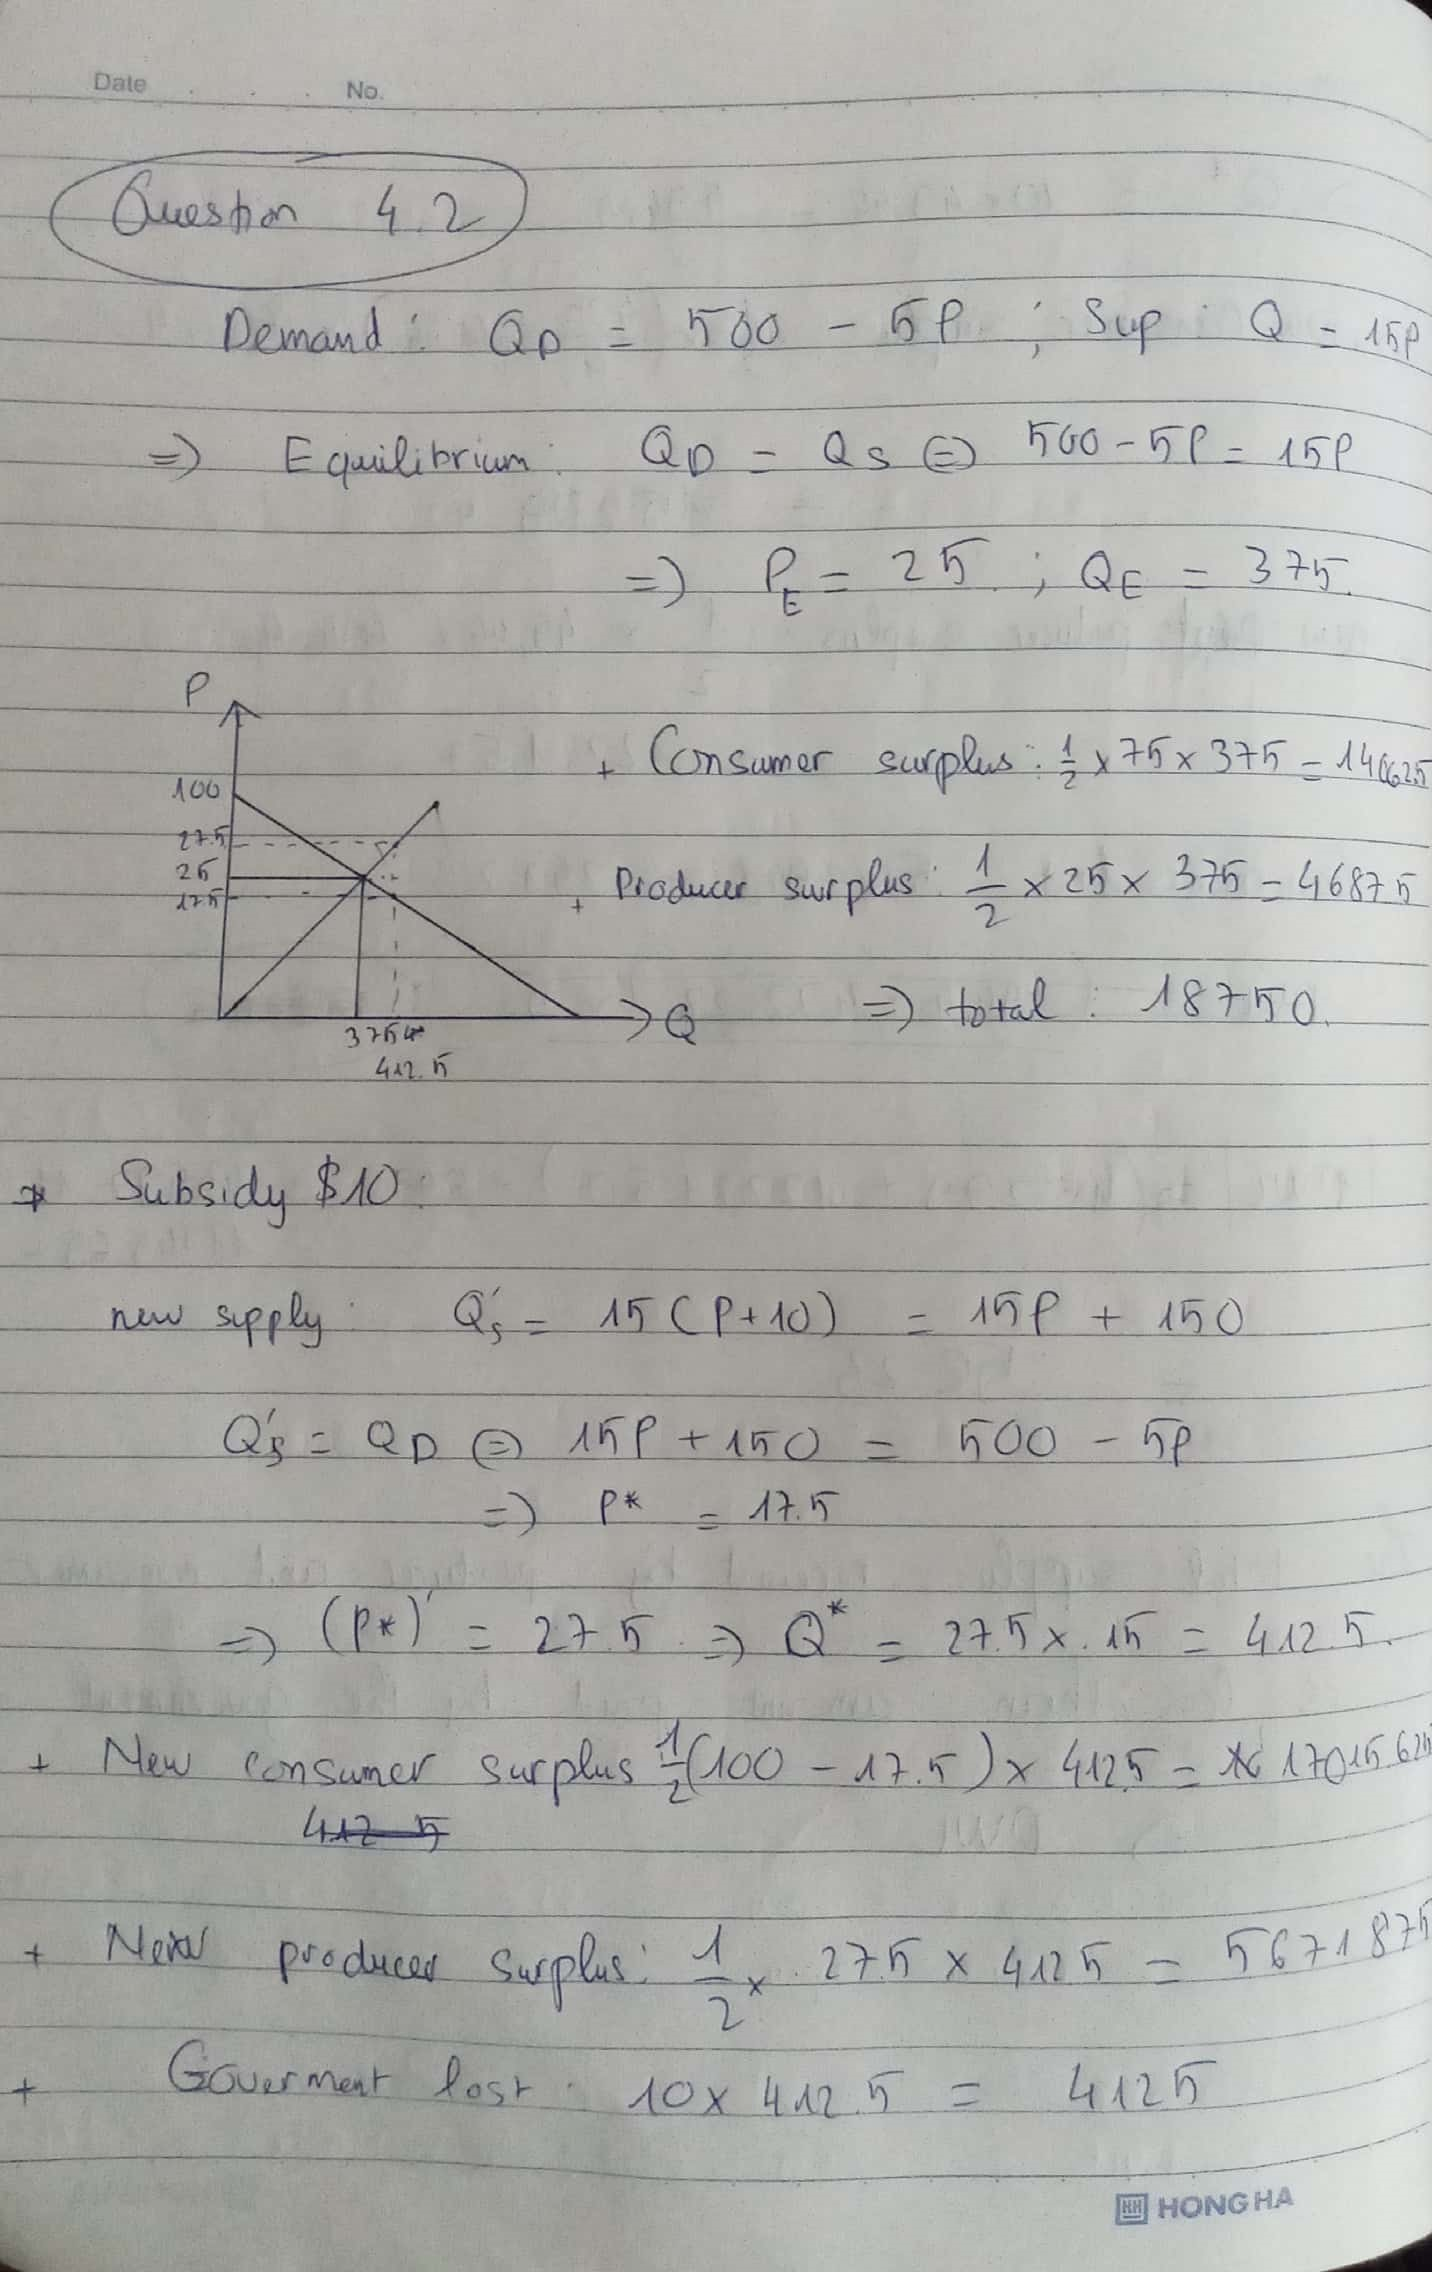 Date No.
Question 4.2
Demand: QD = 500 - 5P ; Sup : Q = 15P
=> Equilibrium: QD = QS <=> 500 - 5P = 15P
=> PE = 25 ; QE = 375.
P
100
27.5
25
17.5
375
412.5
Q
+ Consumer surplus: 1/2 x 75 x 375 = 14062.5
+ Producer surplus: 1/2 x 25 x 375 = 4687.5
=> total : 18750.
* Subsidy $10:
new supply: Q's = 15(P+10) = 15P + 150
Q's = QD <=> 15P + 150 = 500 - 5P
=> P* = 17.5
=> (P*)' = 27.5 => Q* = 27.5 x 15 = 412.5.
+ New consumer surplus 1/2(100 - 17.5) x 412.5 = 17015.625
412.5
+ New producer surplus: 1/2 x 27.5 x 412.5 = 5671.875
+ Goverment lost : 10 x 412.5 = 4125
HH HONG HA